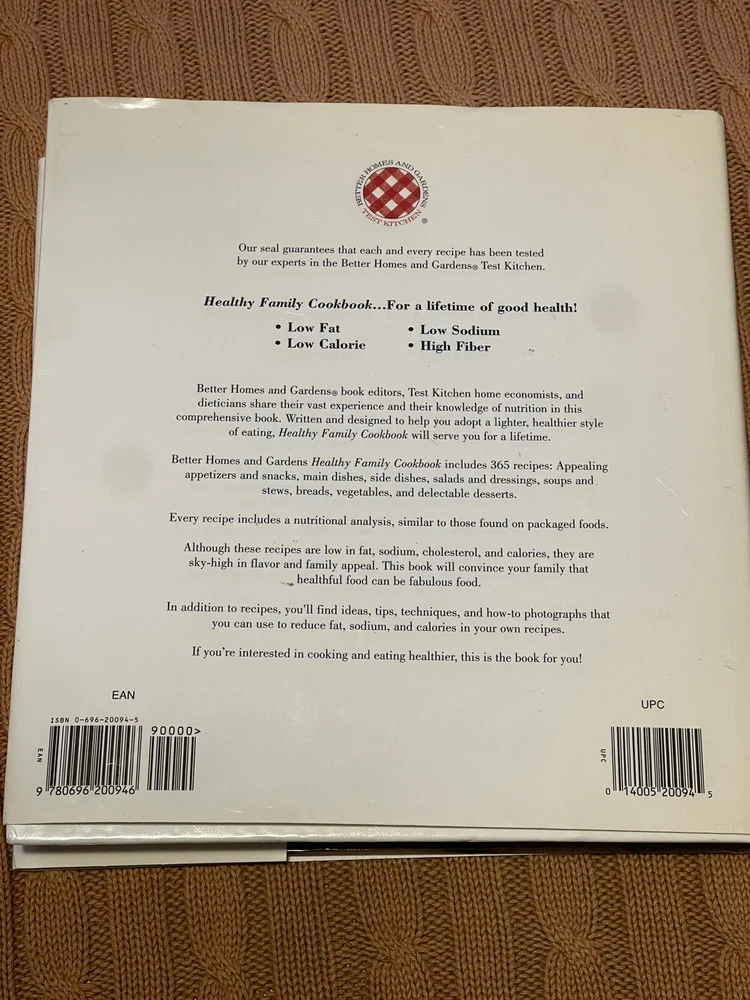 BETTER HOMES AND GARDENS
TEST KITCHEN
®
Our seal guarantees that each and every recipe has been tested
by our experts in the Better Homes and Gardens® Test Kitchen.
Healthy Family Cookbook...For a lifetime of good health!
• Low Fat • Low Sodium
• Low Calorie • High Fiber
Better Homes and Gardens® book editors, Test Kitchen home economists, and
dieticians share their vast experience and their knowledge of nutrition in this
comprehensive book. Written and designed to help you adopt a lighter, healthier style
of eating, Healthy Family Cookbook will serve you for a lifetime.
Better Homes and Gardens Healthy Family Cookbook includes 365 recipes: Appealing
appetizers and snacks, main dishes, side dishes, salads and dressings, soups and
stews, breads, vegetables, and delectable desserts.
Every recipe includes a nutritional analysis, similar to those found on packaged foods.
Although these recipes are low in fat, sodium, cholesterol, and calories, they are
sky-high in flavor and family appeal. This book will convince your family that
healthful food can be fabulous food.
In addition to recipes, you'll find ideas, tips, techniques, and how-to photographs that
you can use to reduce fat, sodium, and calories in your own recipes.
If you're interested in cooking and eating healthier, this is the book for you!
EAN
ISBN 0-696-20094-5
90000>
EAN
9 780696 200946
UPC
UPC
0 14005 20094 5